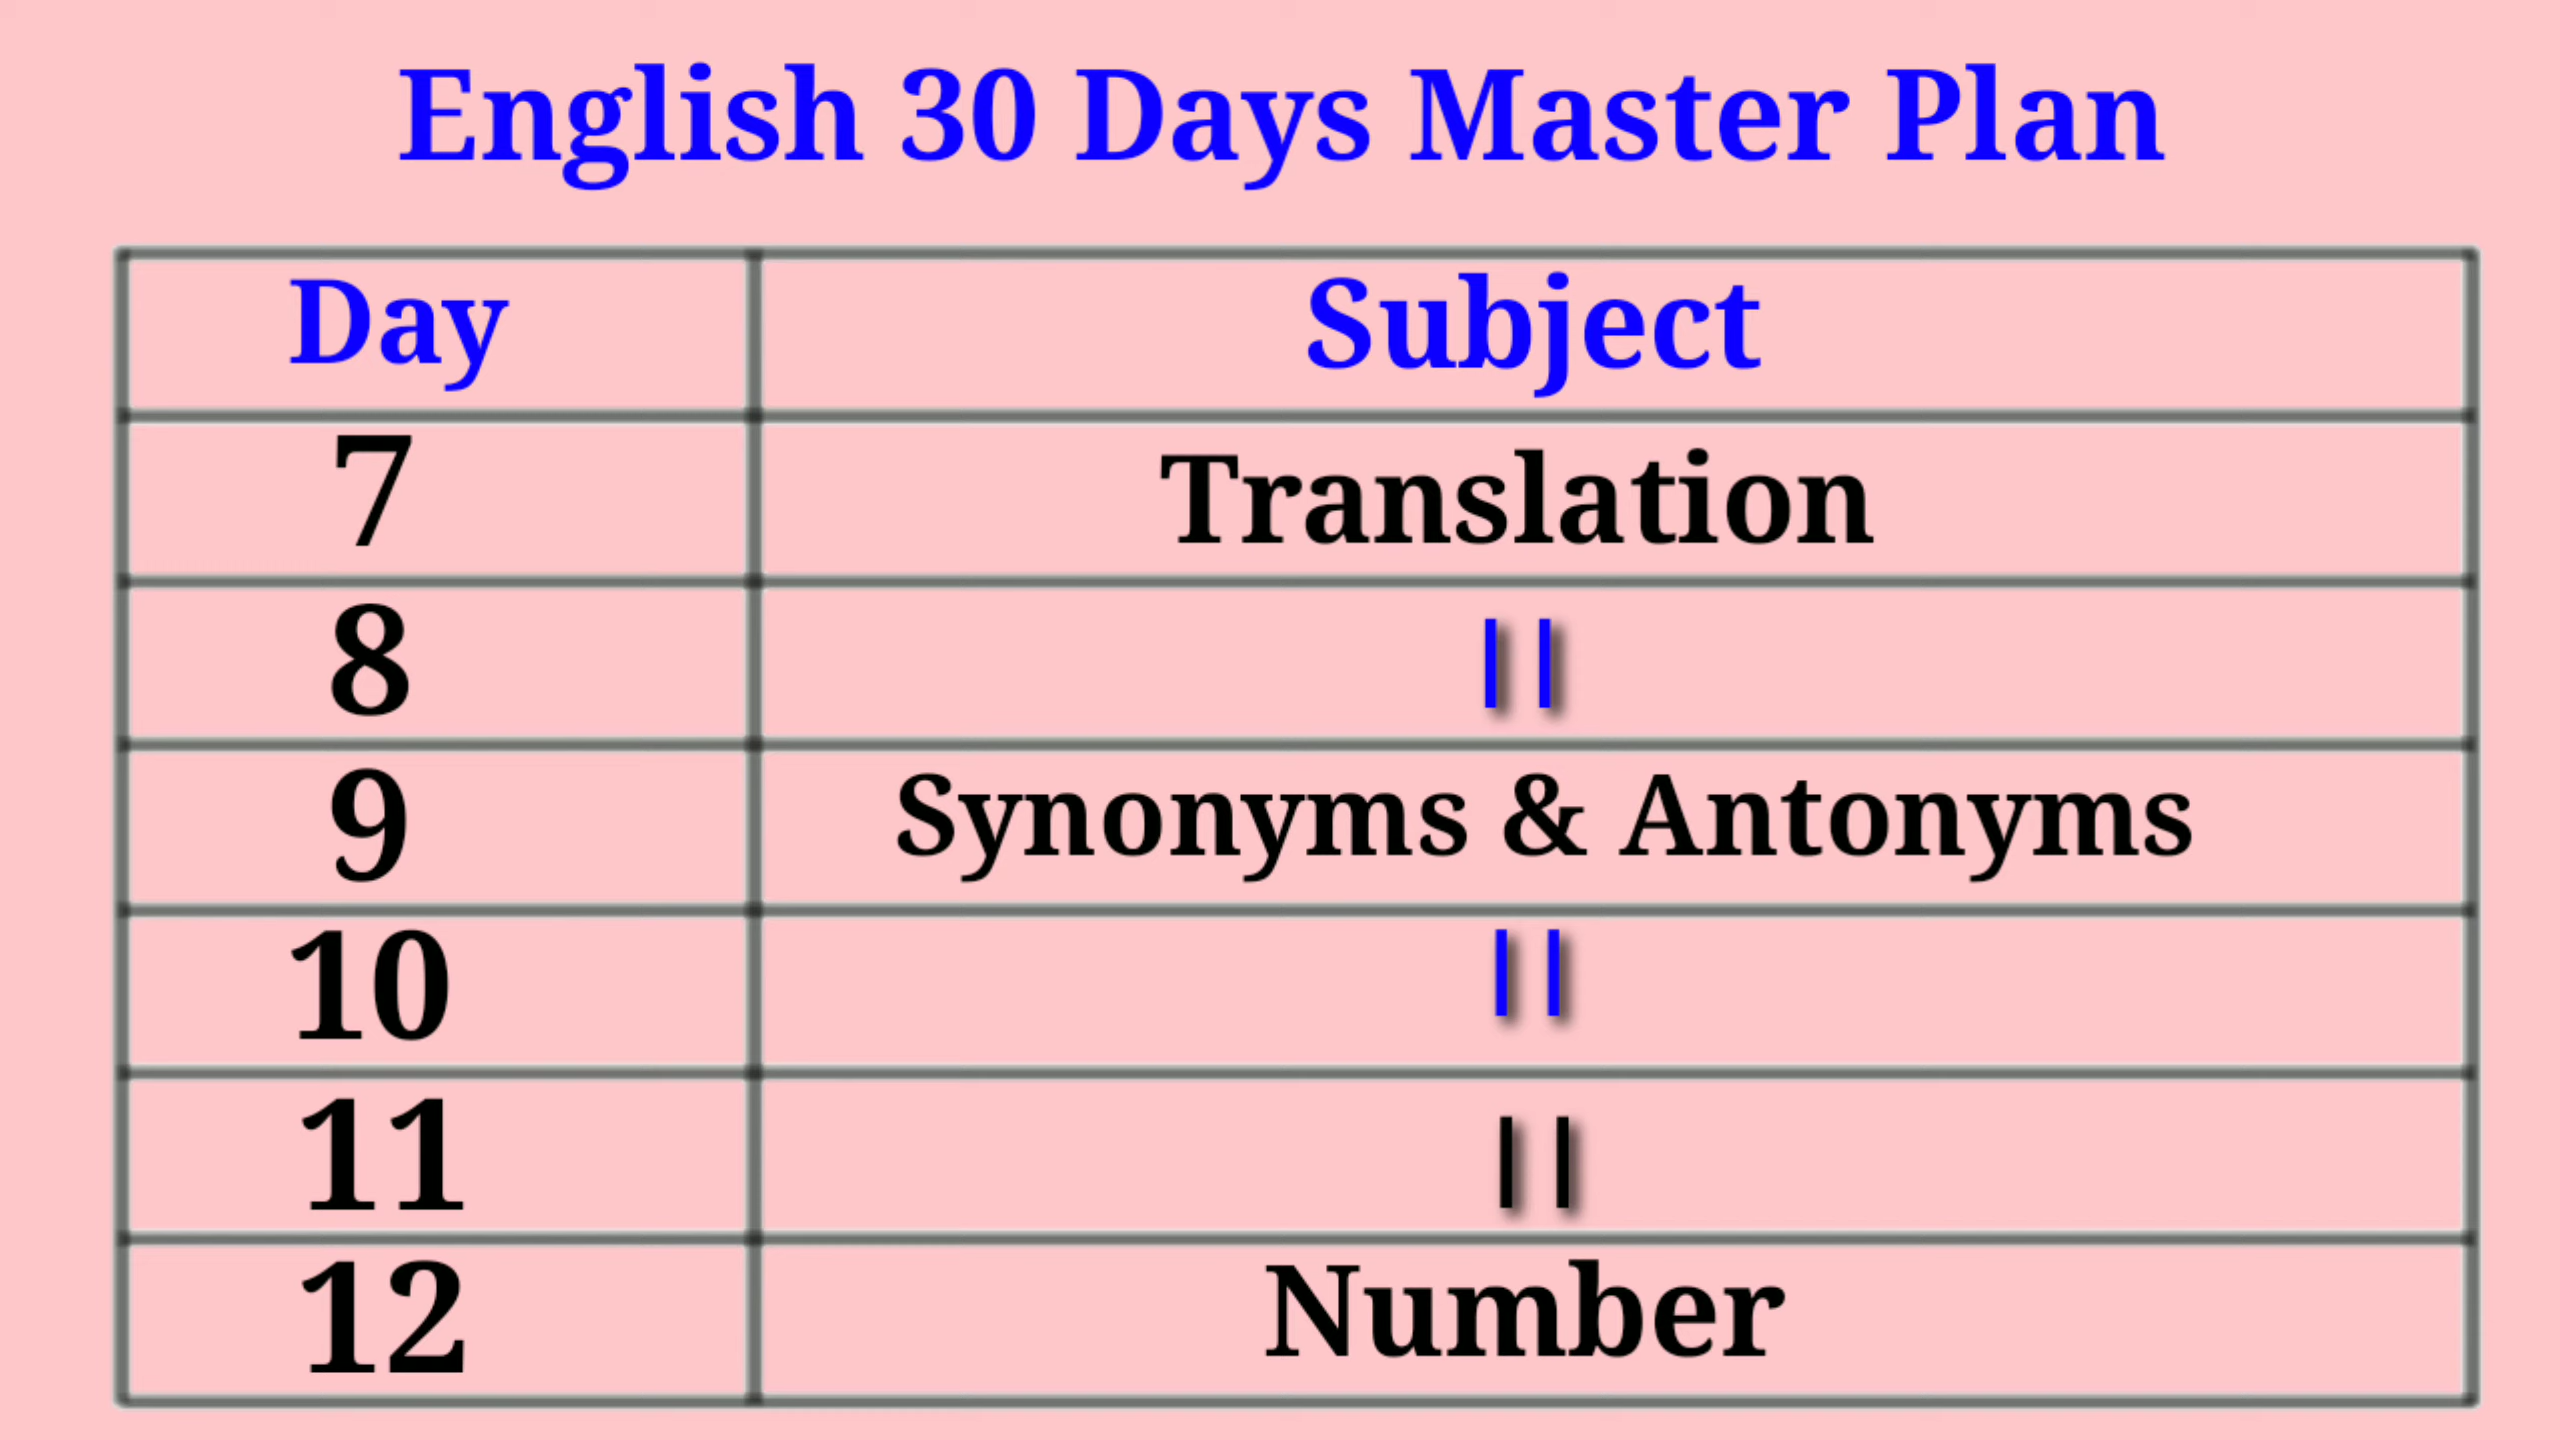 English 30 Days Master Plan
Day Subject
7 Translation
8 ||
9 Synonyms & Antonyms
10 ||
11 ||
12 Number